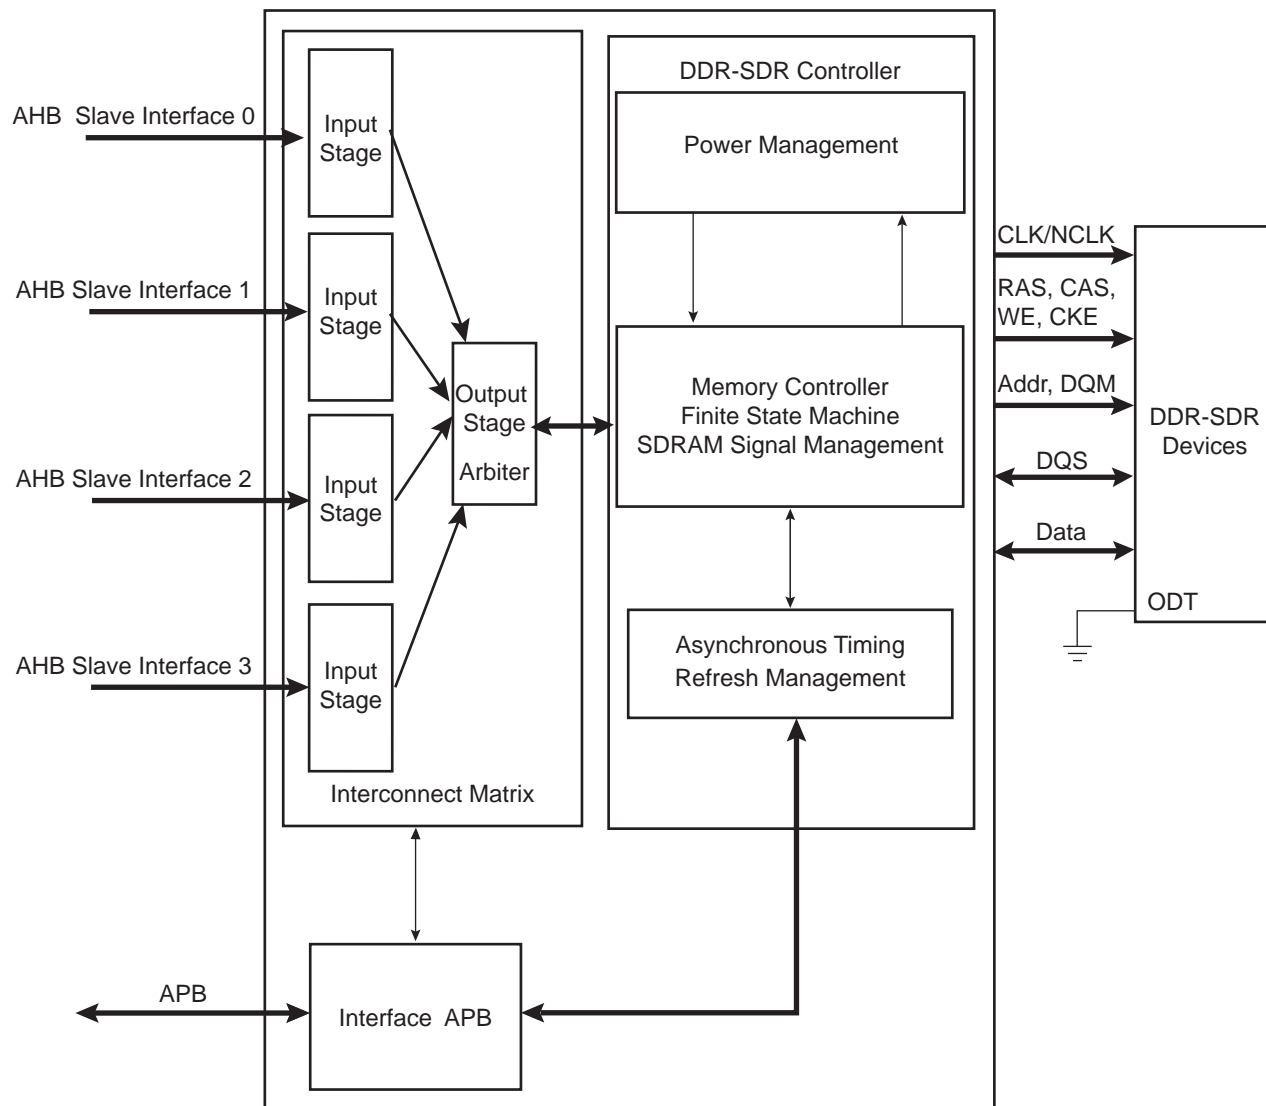 AHB Slave Interface 0
AHB Slave Interface 1
AHB Slave Interface 2
AHB Slave Interface 3
Input
Stage
Input
Stage
Input
Stage
Input
Stage
Output
Stage
Arbiter
Interconnect Matrix
DDR-SDR Controller
Power Management
Memory Controller
Finite State Machine
SDRAM Signal Management
Asynchronous Timing
Refresh Management
CLK/NCLK
RAS, CAS,
WE, CKE
Addr, DQM
DQS
Data
DDR-SDR
Devices
ODT
APB
Interface APB